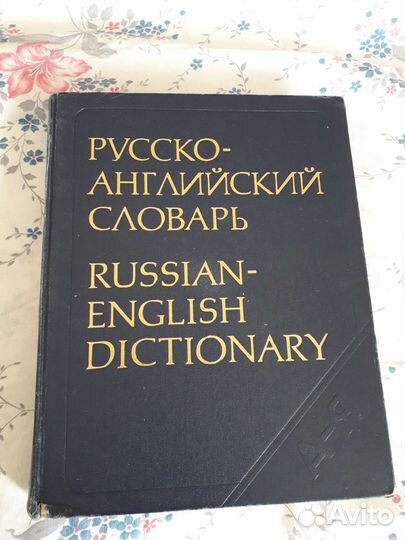 РУССКО-
АНГЛИЙСКИЙ
СЛОВАРЬ
RUSSIAN-
ENGLISH
DICTIONARY
А-Я
Avito